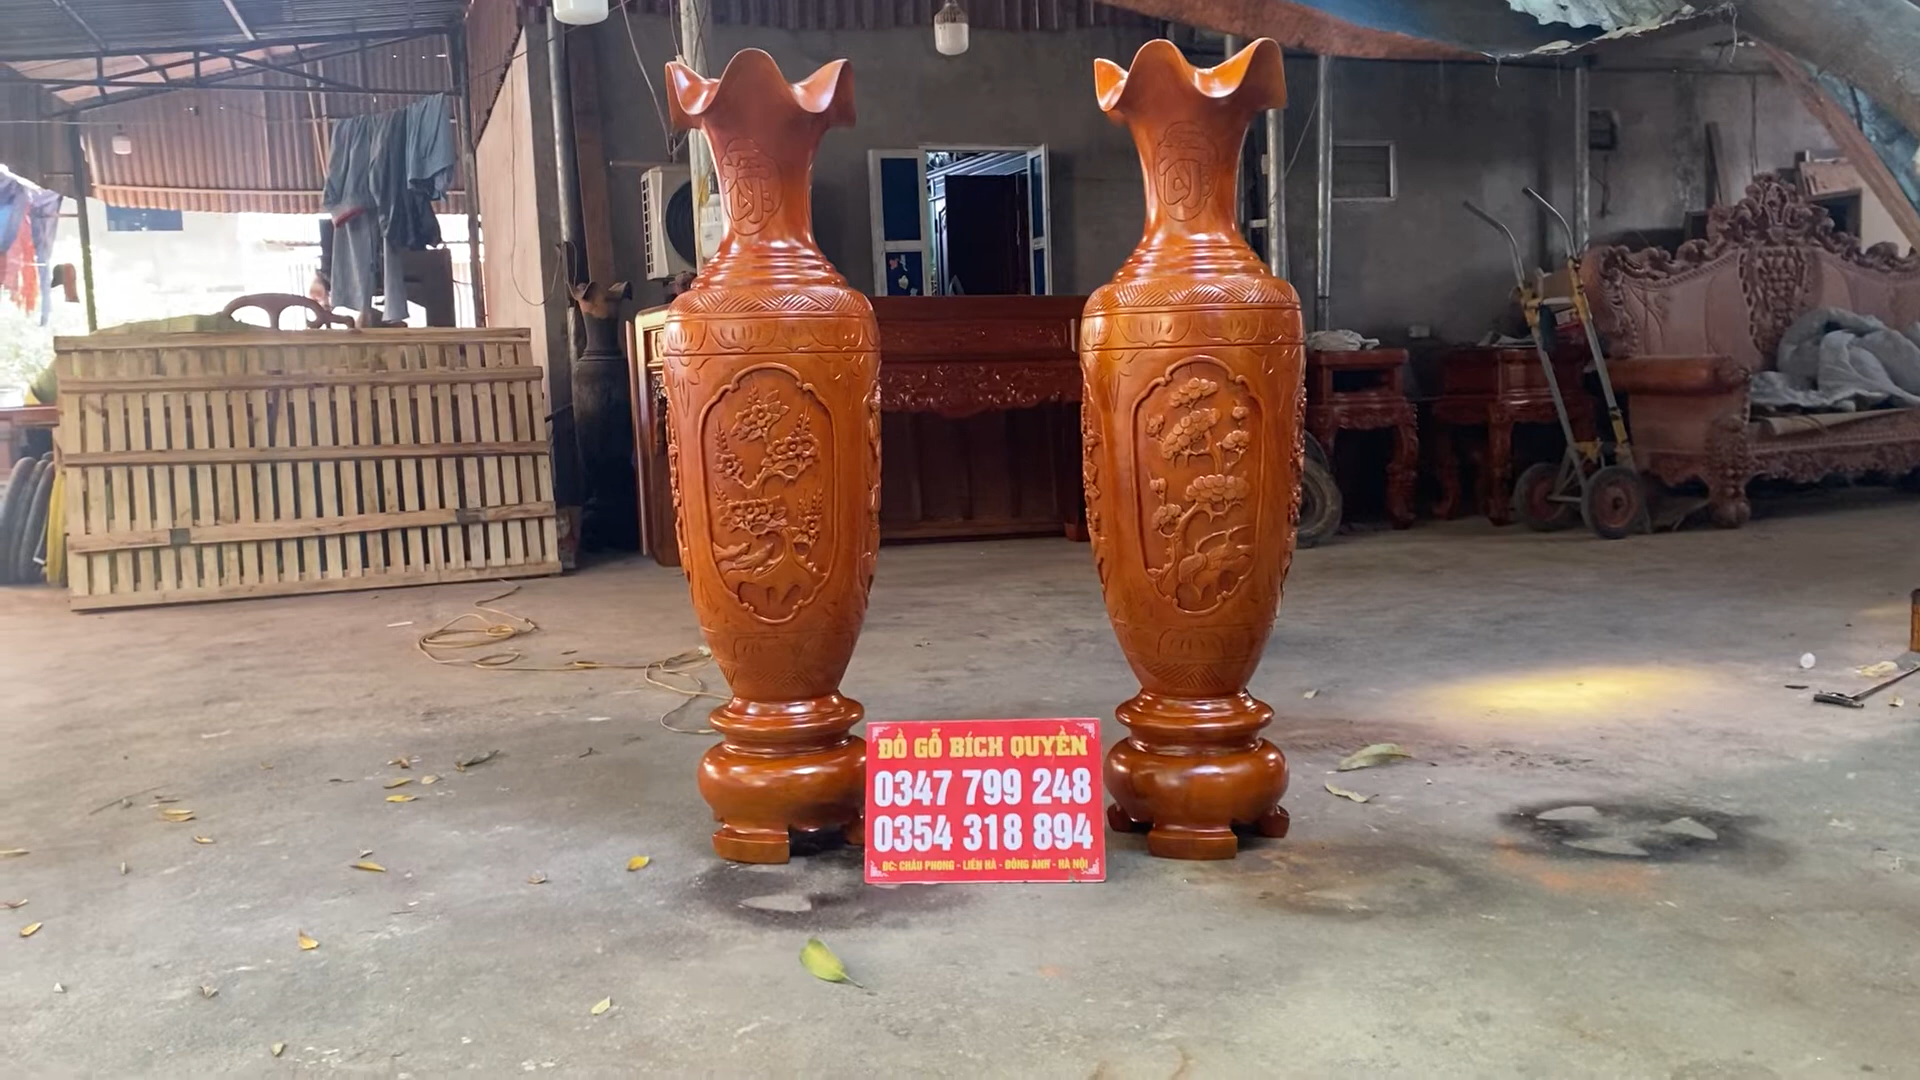 ĐỒ GỖ BÍCH QUYỀN
0347 799 248
0354 318 894
ĐC: CHÂU PHONG - LIÊN HÀ - ĐÔNG ANH - HÀ NỘI